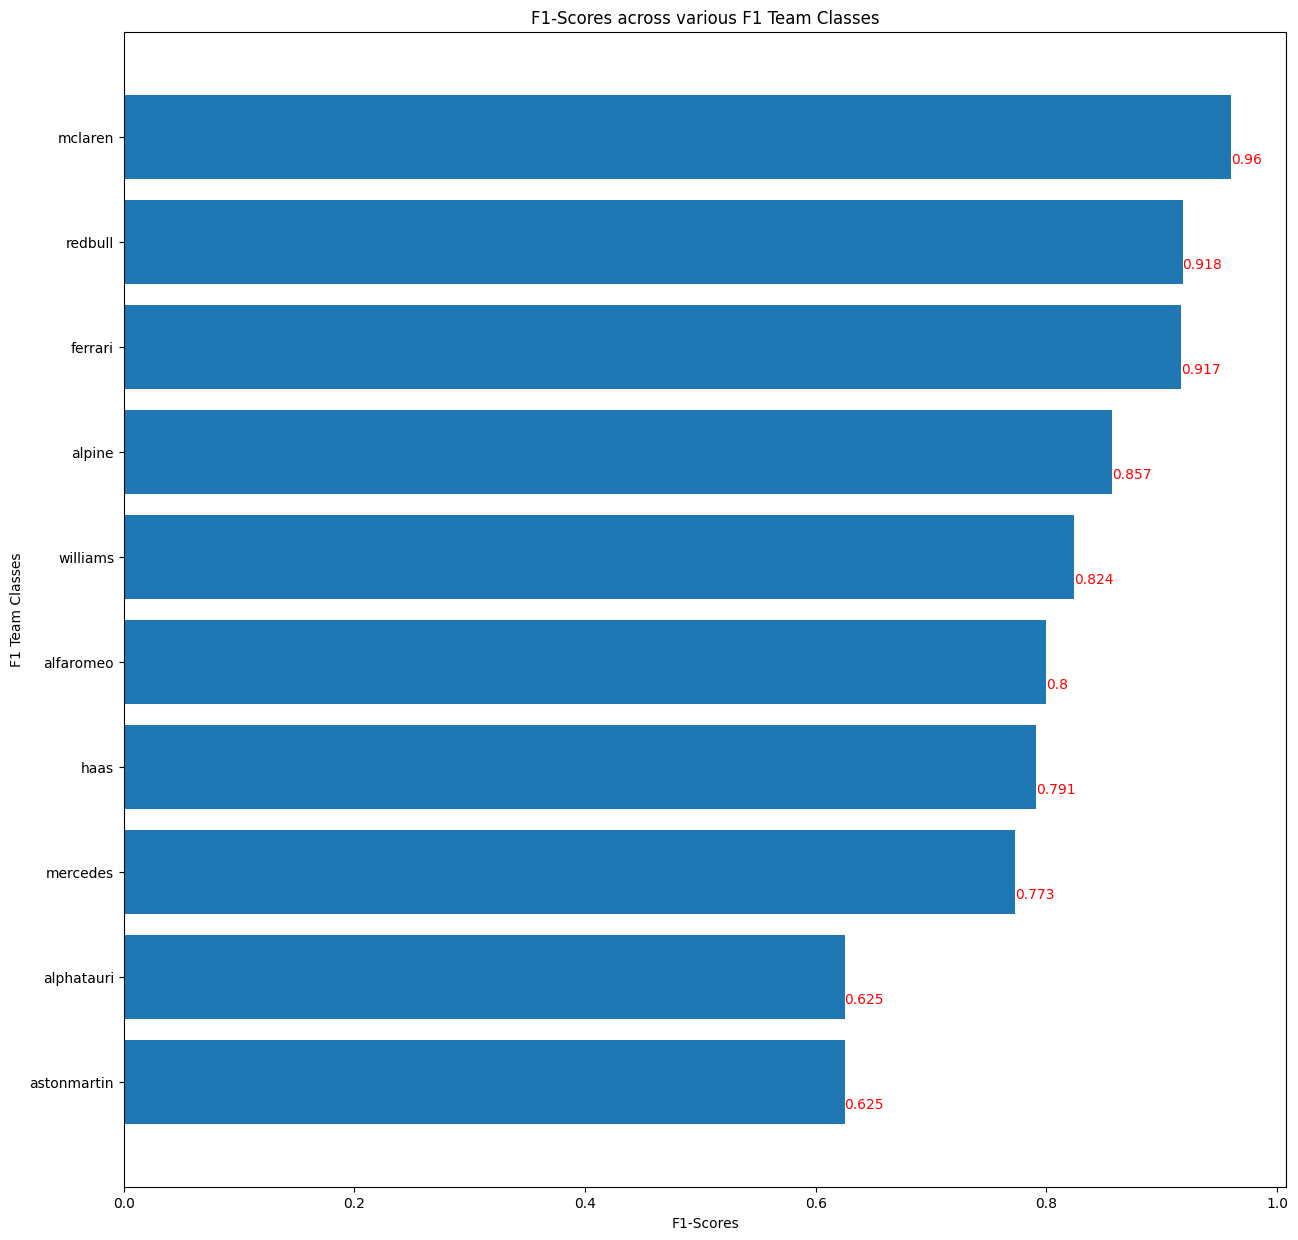 F1-Scores across various F1 Team Classes
F1 Team Classes
mclaren
0.96
redbull
0.918
ferrari
0.917
alpine
0.857
williams
0.824
alfaromeo
0.8
haas
0.791
mercedes
0.773
alphatauri
0.625
astonmartin
0.625
0.0 0.2 0.4 0.6 0.8 1.0
F1-Scores